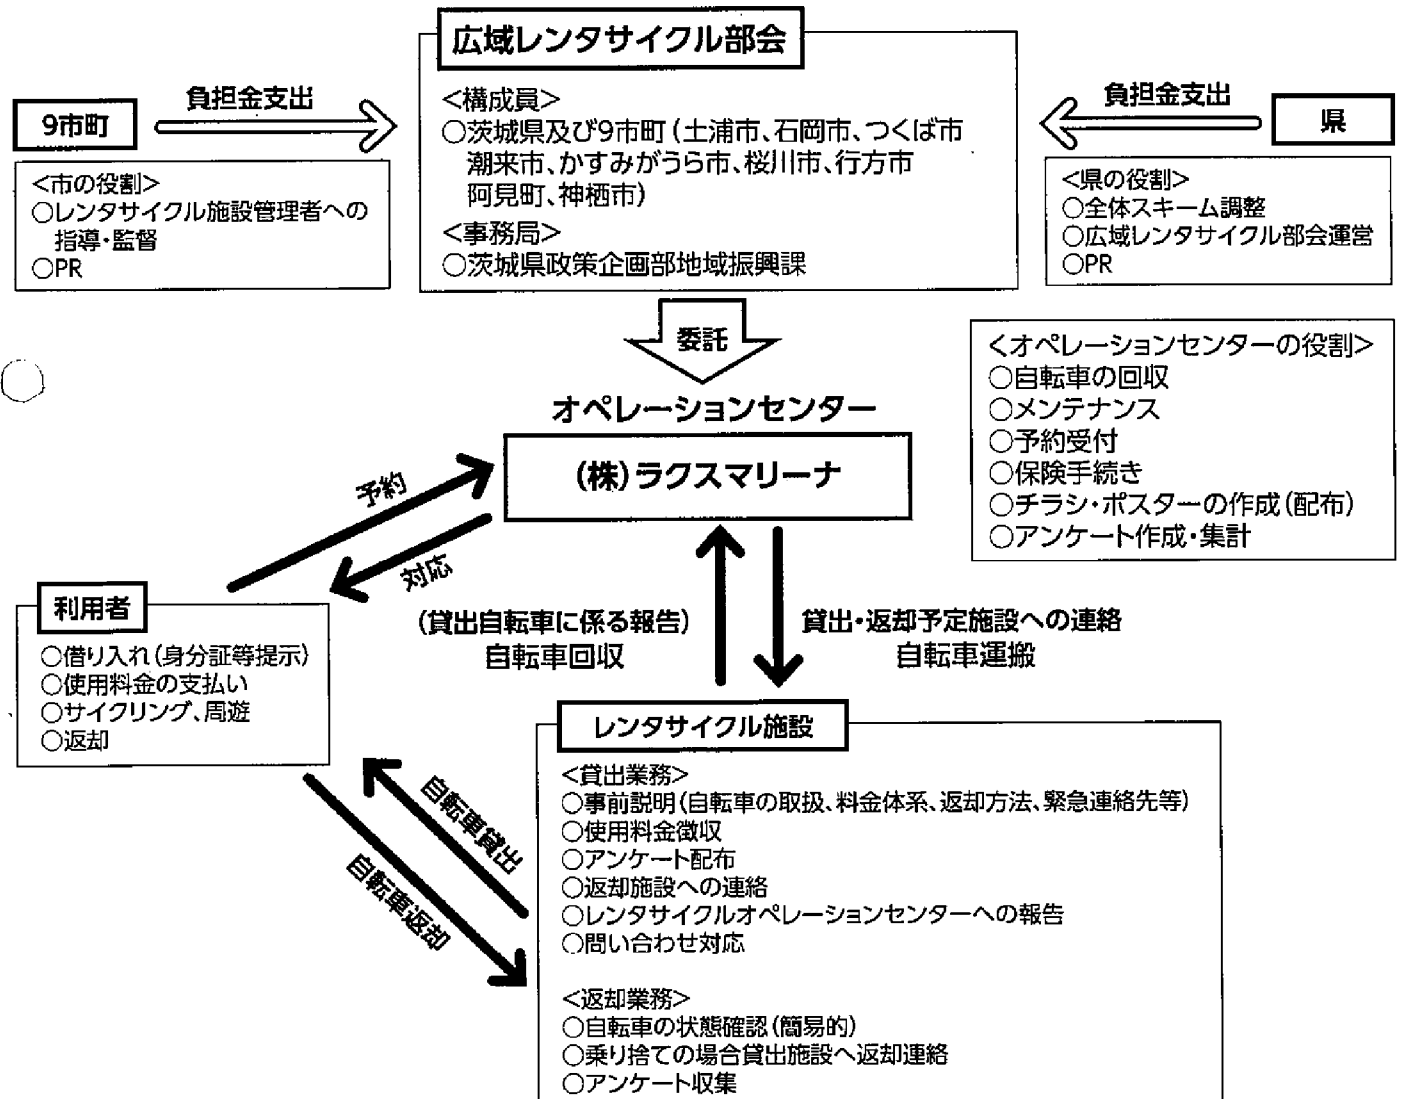 広域レンタサイクル部会
<構成員>
○茨城県及び9市町(土浦市、石岡市、つくば市
潮来市、かすみがうら市、桜川市、行方市
阿見町、神栖市)
<事務局>
○茨城県政策企画部地域振興課
9市町
負担金支出
<市の役割>
○レンタサイクル施設管理者への
指導・監督
○PR
負担金支出
県
<県の役割>
○全体スキーム調整
○広域レンタサイクル部会運営
○PR
委託
オペレーションセンター
(株)ラクスマリーナ
<オペレーションセンターの役割>
○自転車の回収
○メンテナンス
○予約受付
○保険手続き
○チラシ・ポスターの作成(配布)
○アンケート作成・集計
予約
対応
利用者
○借り入れ(身分証等提示)
○使用料金の支払い
○サイクリング、周遊
○返却
(貸出自転車に係る報告)
自転車回収
貸出・返却予定施設への連絡
自転車運搬
自転車貸出
自転車返却
レンタサイクル施設
<貸出業務>
○事前説明(自転車の取扱、料金体系、返却方法、緊急連絡先等)
○使用料金徴収
○アンケート配布
○返却施設への連絡
○レンタサイクルオペレーションセンターへの報告
○問い合わせ対応
<返却業務>
○自転車の状態確認(簡易的)
○乗り捨ての場合貸出施設へ返却連絡
○アンケート収集